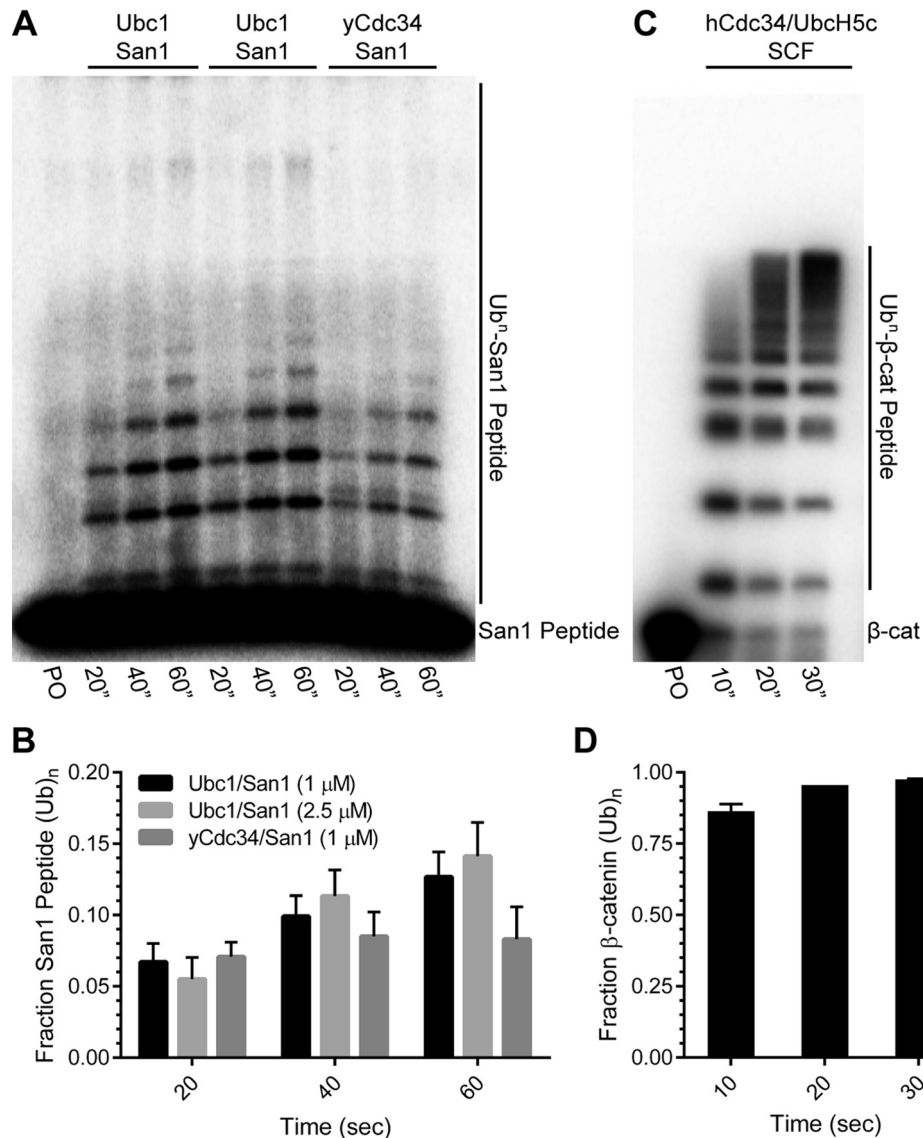 A
Ubc1
San1
Ubc1
San1
yCdc34
San1
Ubⁿ-San1 Peptide
San1 Peptide
PO
20”
40”
60”
20”
40”
60”
20”
40”
60”
C
hCdc34/UbcH5c
SCF
Ubⁿ-β-cat Peptide
β-cat
PO
10”
20”
30”
B
Fraction San1 Peptide (Ub)n
0.20
0.15
0.10
0.05
0.00
Ubc1/San1 (1 μM)
Ubc1/San1 (2.5 μM)
yCdc34/San1 (1 μM)
20
40
60
Time (sec)
D
Fraction β-catenin (Ub)n
1.00
0.75
0.50
0.25
0.00
10
20
30
Time (sec)